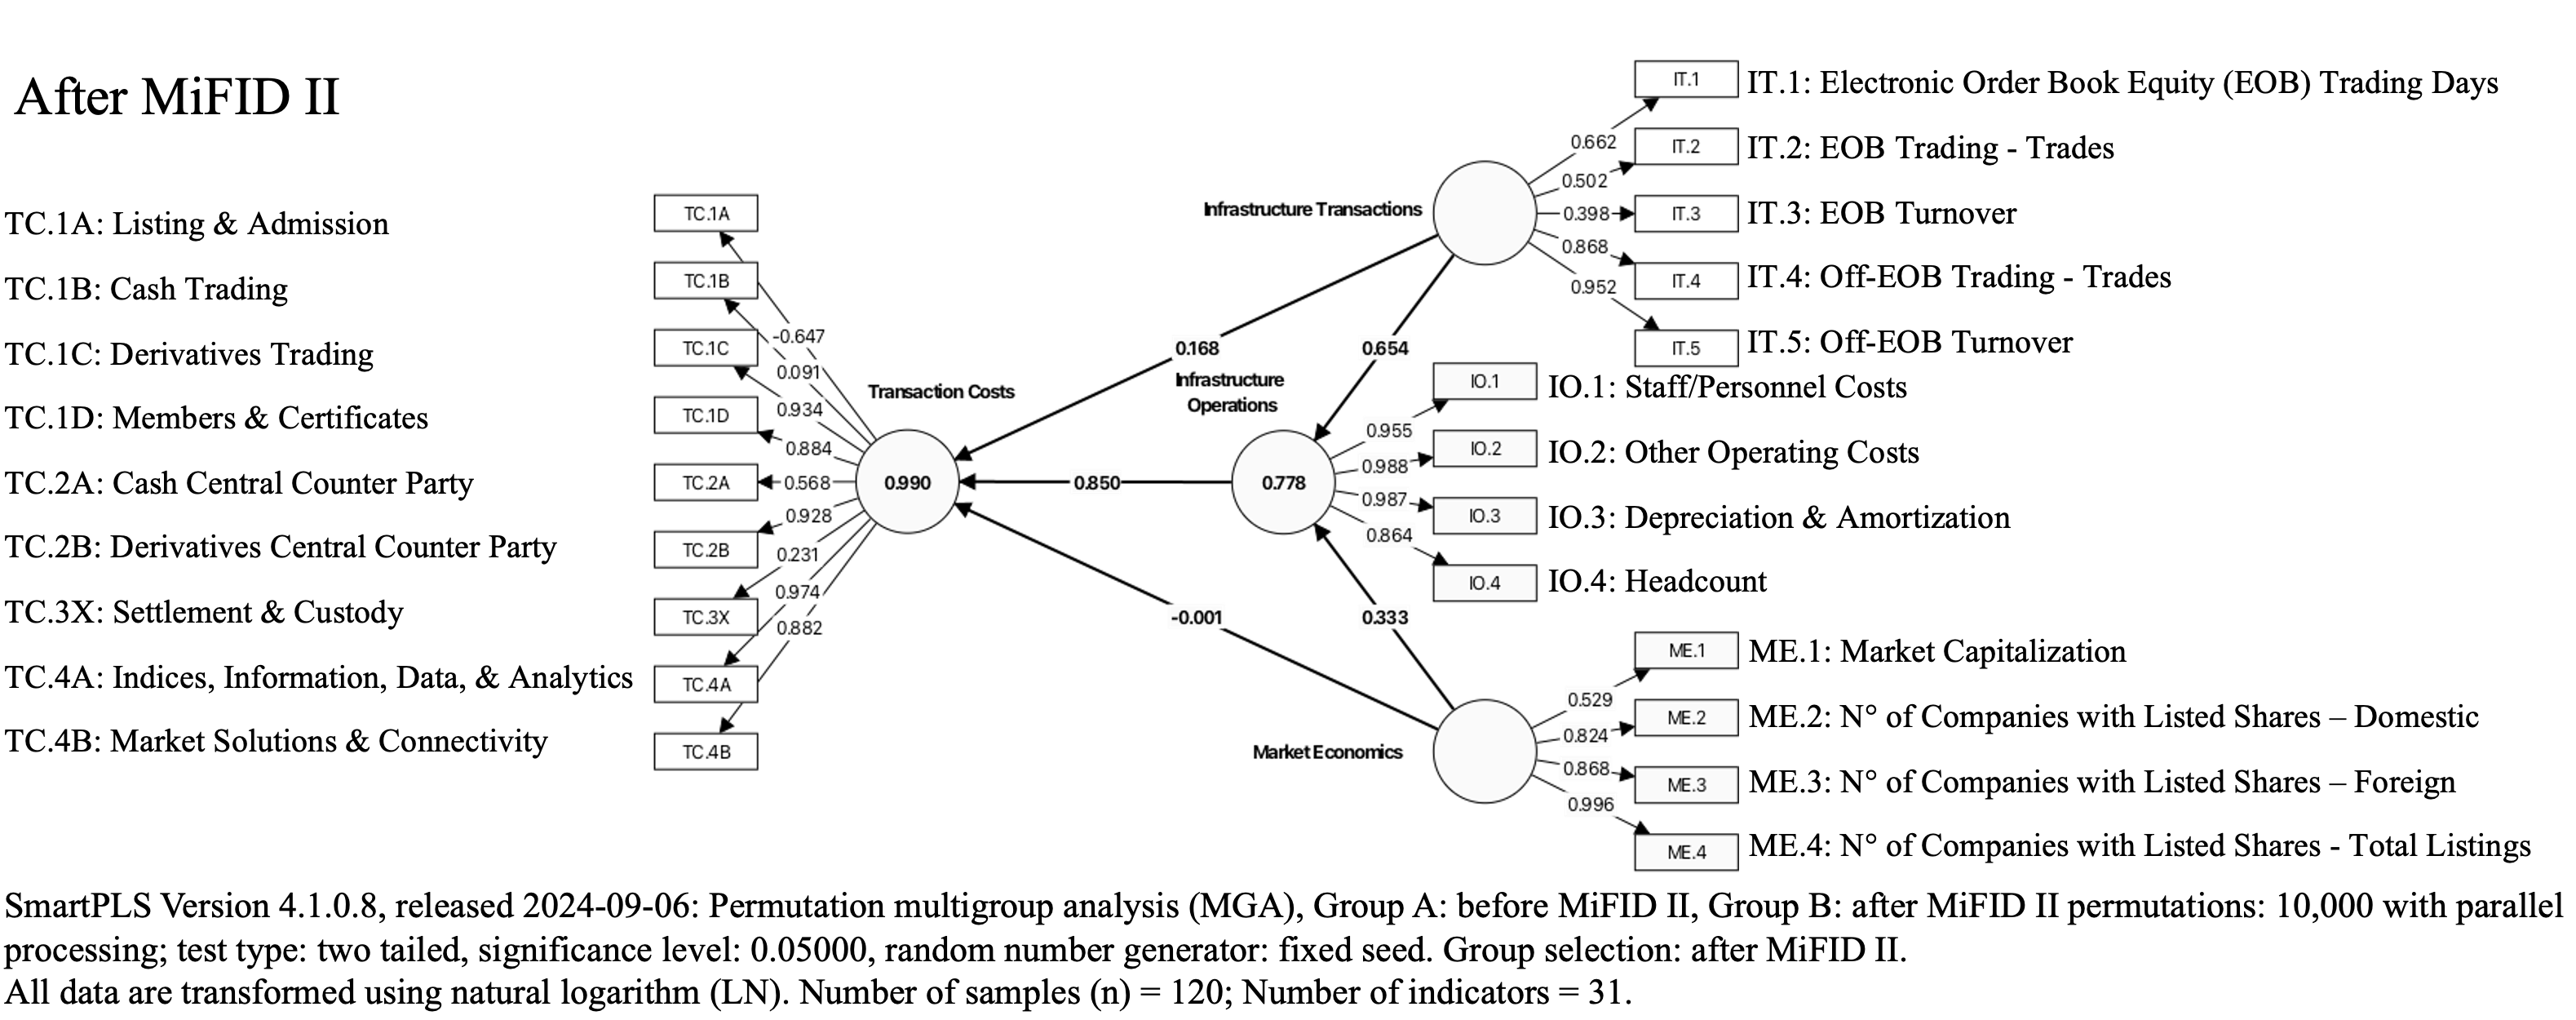 After MiFID II
TC.1A: Listing & Admission
TC.1B: Cash Trading
TC.1C: Derivatives Trading
TC.1D: Members & Certificates
TC.2A: Cash Central Counter Party
TC.2B: Derivatives Central Counter Party
TC.3X: Settlement & Custody
TC.4A: Indices, Information, Data, & Analytics
TC.4B: Market Solutions & Connectivity
TC.1A
TC.1B
TC.1C
TC.1D
TC.2A
TC.2B
TC.3X
TC.4A
TC.4B
-0.647
0.091
0.934
0.884
0.568
0.928
0.231
0.974
0.882
Transaction Costs
0.990
0.168
0.850
-0.001
Infrastructure Transactions
0.654
Infrastructure
Operations
0.778
0.333
Market Economics
0.662
0.502
0.398
0.868
0.952
IT.1
IT.2
IT.3
IT.4
IT.5
IT.1: Electronic Order Book Equity (EOB) Trading Days
IT.2: EOB Trading - Trades
IT.3: EOB Turnover
IT.4: Off-EOB Trading - Trades
IT.5: Off-EOB Turnover
0.955
0.988
0.987
0.864
IO.1
IO.2
IO.3
IO.4
IO.1: Staff/Personnel Costs
IO.2: Other Operating Costs
IO.3: Depreciation & Amortization
IO.4: Headcount
0.529
0.824
0.868
0.996
ME.1
ME.2
ME.3
ME.4
ME.1: Market Capitalization
ME.2: N° of Companies with Listed Shares – Domestic
ME.3: N° of Companies with Listed Shares – Foreign
ME.4: N° of Companies with Listed Shares - Total Listings
SmartPLS Version 4.1.0.8, released 2024-09-06: Permutation multigroup analysis (MGA), Group A: before MiFID II, Group B: after MiFID II permutations: 10,000 with parallel
processing; test type: two tailed, significance level: 0.05000, random number generator: fixed seed. Group selection: after MiFID II.
All data are transformed using natural logarithm (LN). Number of samples (n) = 120; Number of indicators = 31.